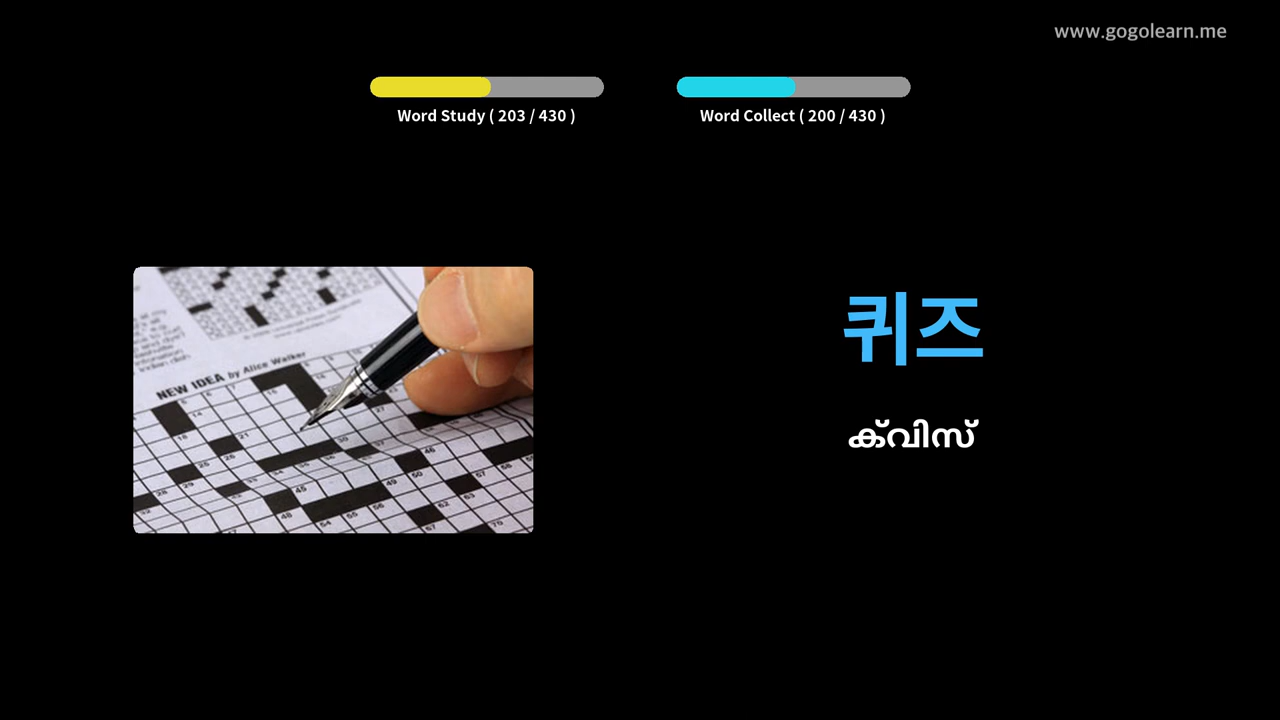 www.gogolearn.me
Word Study ( 203 / 430 )
Word Collect ( 200 / 430 )
퀴즈
ക്വിസ്
NEW IDEA by Alice Walker